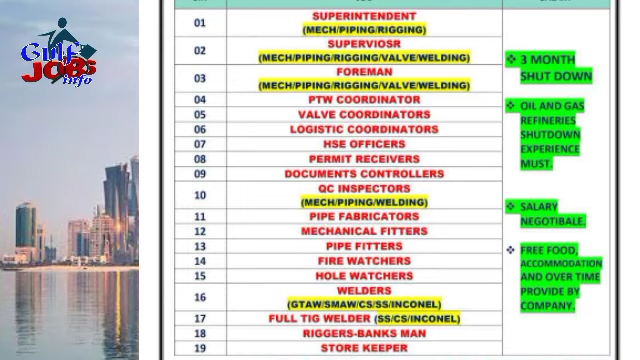 Gulf
JOBs
info
01 SUPERINTENDENT
(MECH/PIPING/RIGGING)
02 SUPERVIOSR
(MECH/PIPING/RIGGING/VALVE/WELDING)
03 FOREMAN
(MECH/PIPING/RIGGING/VALVE/WELDING)
04 PTW COORDINATOR
05 VALVE COORDINATORS
06 LOGISTIC COORDINATORS
07 HSE OFFICERS
08 PERMIT RECEIVERS
09 DOCUMENTS CONTROLLERS
10 QC INSPECTORS
(MECH/PIPING/WELDING)
11 PIPE FABRICATORS
12 MECHANICAL FITTERS
13 PIPE FITTERS
14 FIRE WATCHERS
15 HOLE WATCHERS
16 WELDERS
(GTAW/SMAW/CS/SS/INCONEL)
17 FULL TIG WELDER (SS/CS/INCONEL)
18 RIGGERS-BANKS MAN
19 STORE KEEPER
❖ 3 MONTH
SHUT DOWN
❖ OIL AND GAS
REFINERIES
SHUTDOWN
EXPERIENCE
MUST.
❖ SALARY
NEGOTIBALE.
❖ FREE FOOD,
ACCOMMODATION
AND OVER TIME
PROVIDE BY
COMPANY.